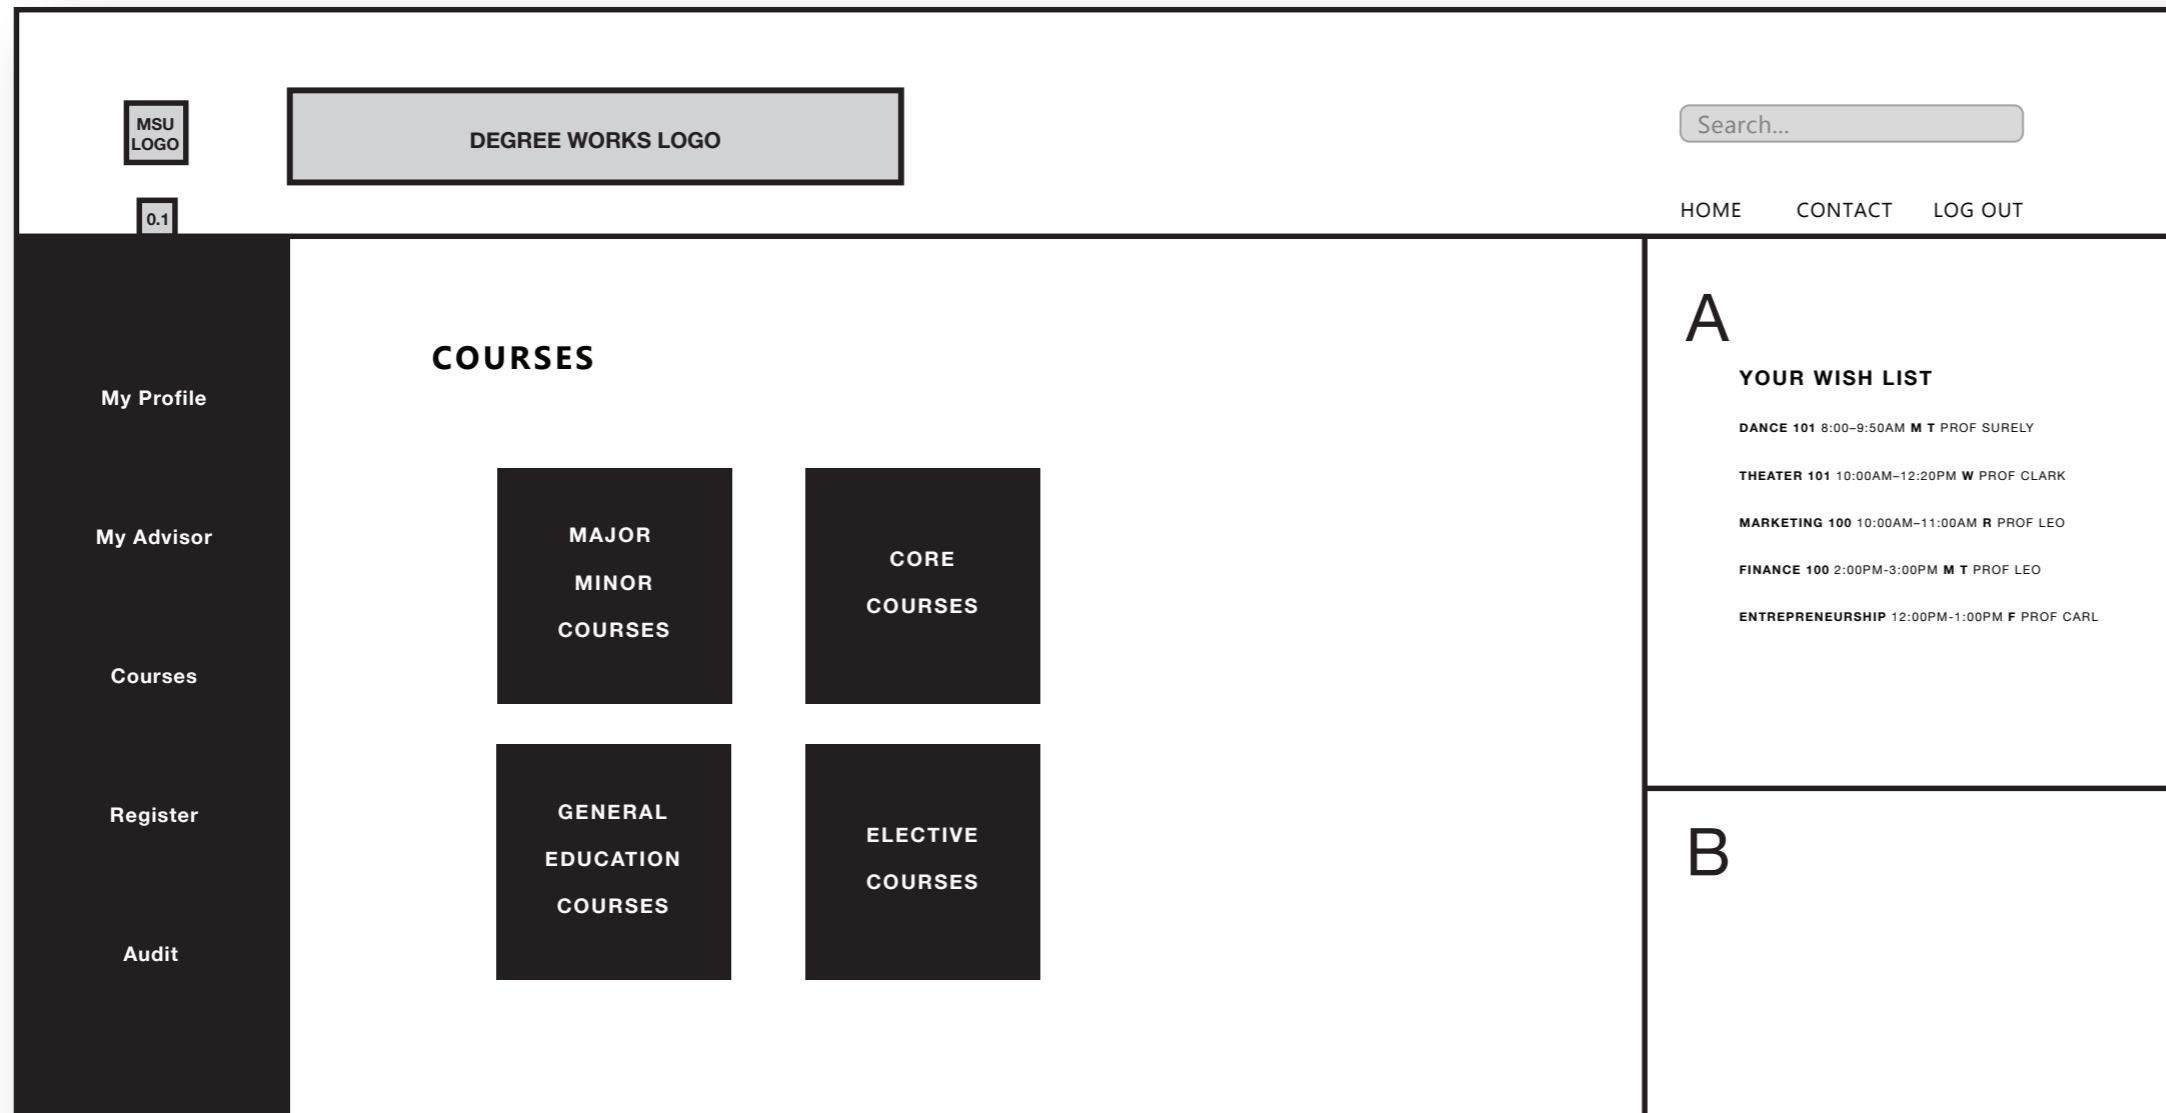 MSU
LOGO
DEGREE WORKS LOGO
Search...
0.1
HOME CONTACT LOG OUT
My Profile
My Advisor
Courses
Register
Audit
COURSES
MAJOR
MINOR
COURSES
CORE
COURSES
GENERAL
EDUCATION
COURSES
ELECTIVE
COURSES
A
YOUR WISH LIST
DANCE 101 8:00–9:50AM M T PROF SURELY
THEATER 101 10:00AM–12:20PM W PROF CLARK
MARKETING 100 10:00AM–11:00AM R PROF LEO
FINANCE 100 2:00PM-3:00PM M T PROF LEO
ENTREPRENEURSHIP 12:00PM-1:00PM F PROF CARL
B